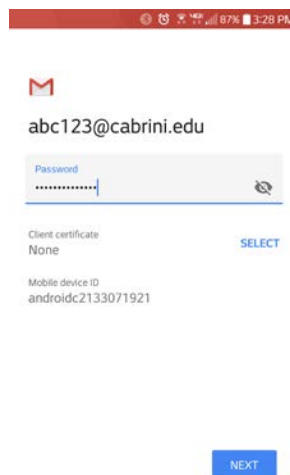 87% 3:28 PM
abc123@cabrini.edu
Password
••••••••••••••
Client certificate
None
SELECT
Mobile device ID
androidc2133071921
NEXT